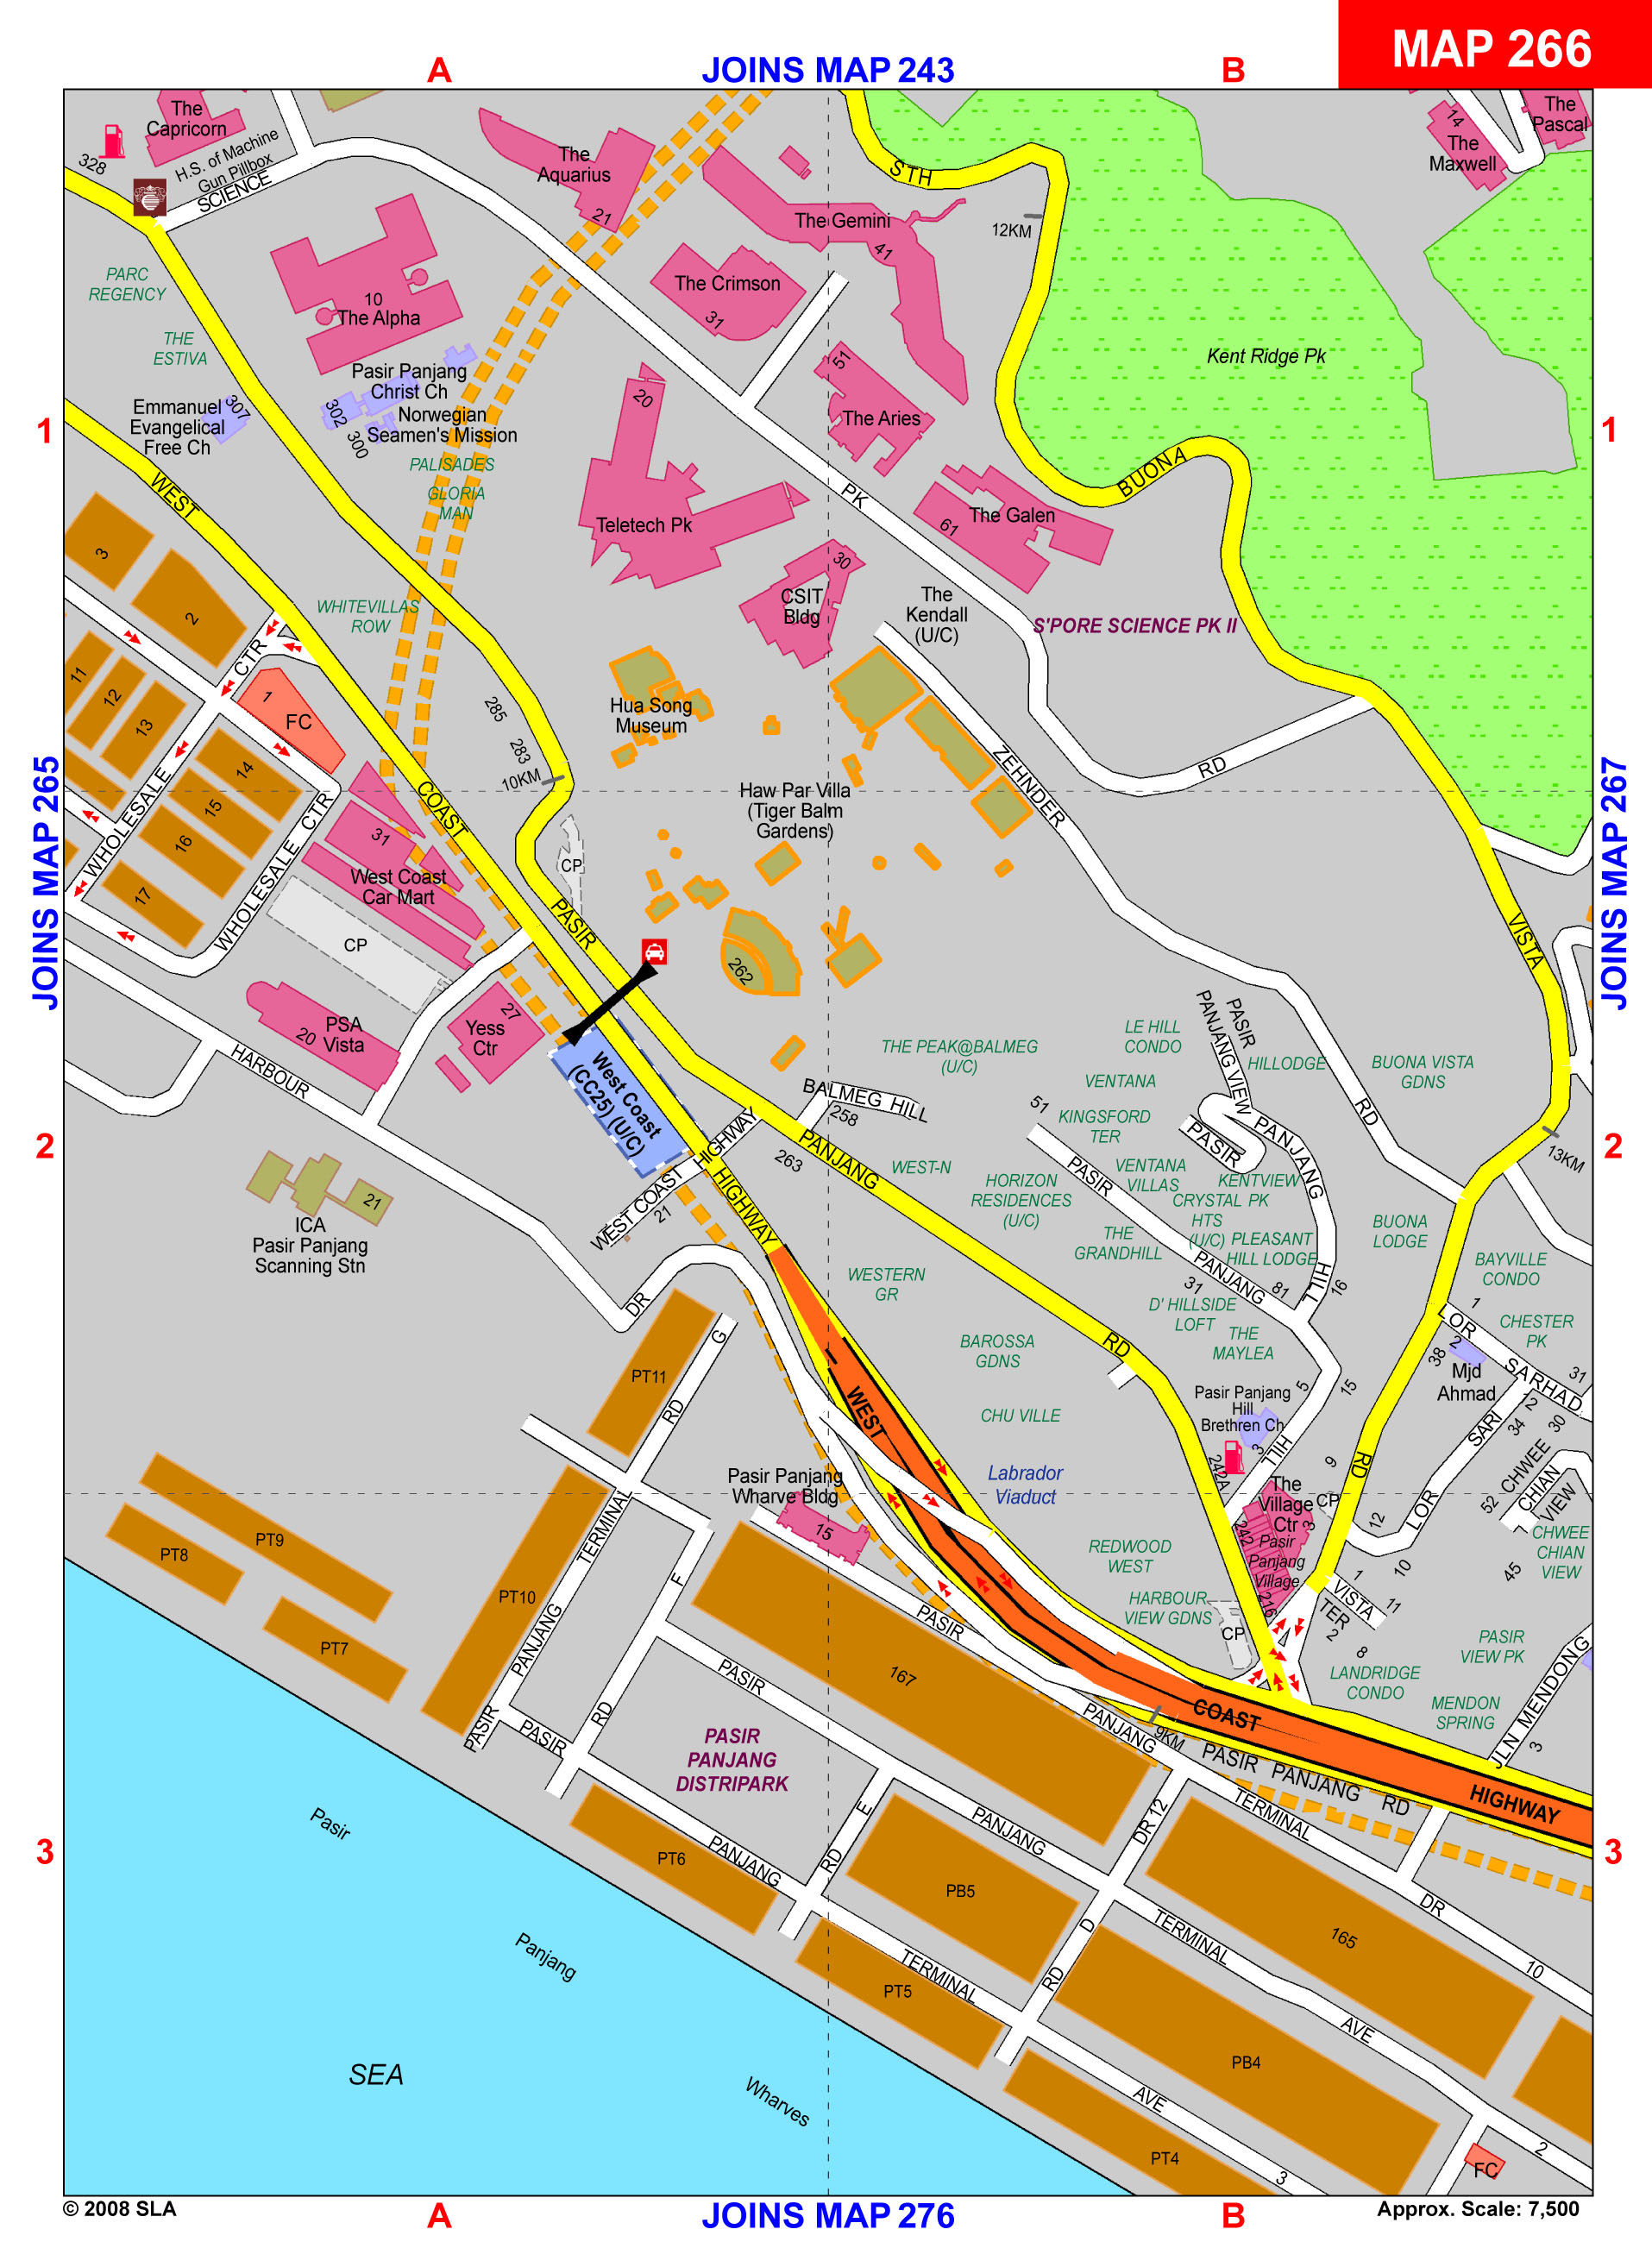 MAP 266
A
JOINS MAP 243
B
The
Capricorn
328
H.S. of Machine
Gun Pillbox
SCIENCE
The
Aquarius
21
The Gemini
41
The Crimson
31
STH
12KM
14
The
Maxwell
The
Pascal
PARC
REGENCY
THE
ESTIVA
10
The Alpha
Pasir Panjang
Christ Ch
302
300
Norwegian
Seamen's Mission
Emmanuel
Evangelical
Free Ch
307
PALISADES
GLORIA
MAN
20
Teletech Pk
51
The Aries
PK
61
The Galen
BUONA
Kent Ridge Pk
1
1
WEST
3
2
WHITEVILLAS
ROW
30
CSIT
Bldg
The
Kendall
(U/C)
S'PORE SCIENCE PK II
CTR
1
FC
11
12
13
14
15
16
17
WHOLESALE
WHOLESALE CTR
285
283
10KM
Hua Song
Museum
Haw Par Villa
(Tiger Balm
Gardens)
ZEHNDER
RD
JOINS MAP 265
JOINS MAP 267
COAST
31
West Coast
Car Mart
CP
CP
PASIR
262
VISTA
20
PSA
Vista
27
Yess
Ctr
HARBOUR
West Coast
(CC25) (U/C)
THE PEAK@BALMEG
(U/C)
BALMEG HILL
258
263
LE HILL
CONDO
PASIR
PANJANG VIEW
HILLODGE
BUONA VISTA
GDNS
VENTANA
51
KINGSFORD
TER
RD
PASIR
PANJANG
HILL
13KM
2
2
ICA
Pasir Panjang
Scanning Stn
21
WEST COAST HIGHWAY
21
HIGHWAY
PANJANG
WEST-N
HORIZON
RESIDENCES
(U/C)
PASIR
PANJANG
VENTANA
VILLAS
KENTVIEW
CRYSTAL PK
HTS
(U/C)
PLEASANT
HILL LODGE
THE
GRANDHILL
31
81
16
BUONA
LODGE
BAYVILLE
CONDO
DR
WESTERN
GR
D' HILLSIDE
LOFT
THE
MAYLEA
1
LOR
SARHAD
CHESTER
PK
31
38
2
Mjd
Ahmad
BAROSSA
GDNS
RD
PT11
G
RD
WEST
CHU VILLE
Pasir Panjang
Hill
Brethren Ch
5
15
HILL
3
242A
9
RD
2
34
30
LOR
SARI
52
CHWEE
CHIAN
VIEW
Pasir Panjang
Wharve Bldg
15
Labrador
Viaduct
The
Village
Ctr
CP
3
242
Pasir
Panjang
Village
216
12
10
45
CHWEE
CHIAN
VIEW
PT9
PT8
PT7
PT10
PASIR PANJANG TERMINAL
F
RD
REDWOOD
WEST
HARBOUR
VIEW GDNS
CP
VISTA
TER
1
11
2
8
LANDRIDGE
CONDO
PASIR
VIEW PK
MENDON
SPRING
JLN MENDONG
3
167
PASIR
PANJANG
TERMINAL
DR
10
9KM
COAST
HIGHWAY
PASIR PANJANG RD
PASIR
PANJANG
DISTRIPARK
PASIR
PANJANG
TERMINAL
AVE
2
PASIR
PANJANG
TERMINAL
AVE
3
3
3
E
RD
DR 12
D
RD
PT6
PB5
PT5
165
PB4
PT4
FC
Pasir
Panjang
Wharves
SEA
© 2008 SLA
A
JOINS MAP 276
B
Approx. Scale: 7,500